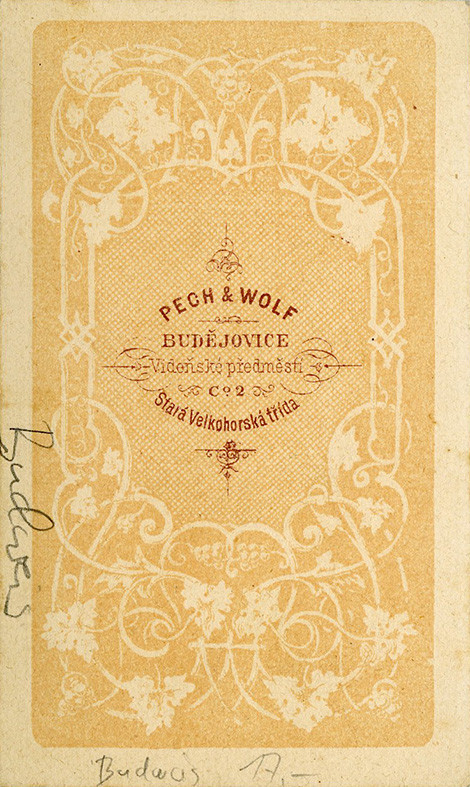 PECH & WOLF
BUDĚJOVICE
Vídeňské předměstí
Co 2
Stará Velkohorská třída
Budweis
Budweis 17,-